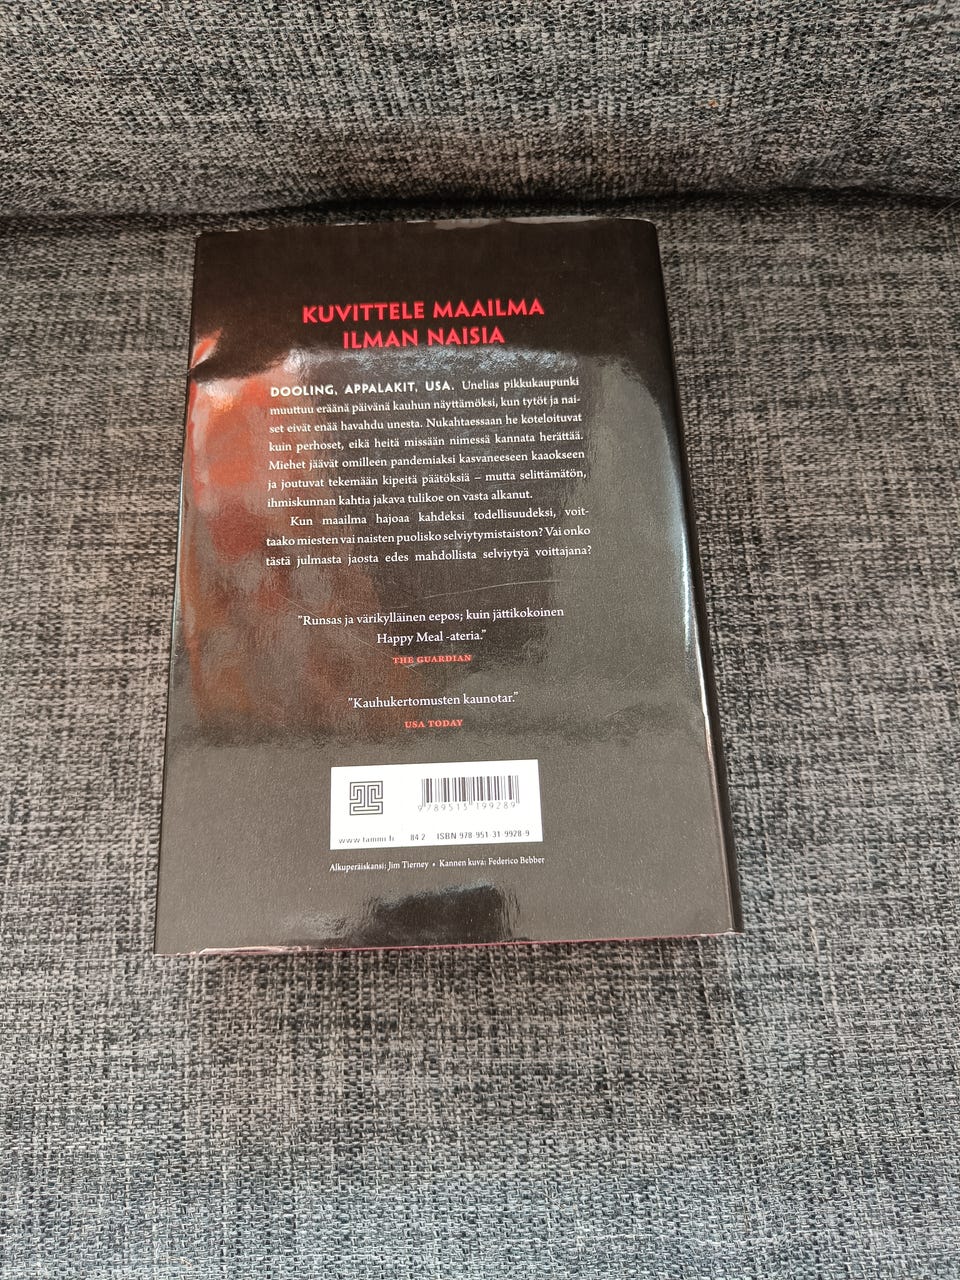 KUVITTELE MAAILMA
ILMAN NAISIA
DOOLING, APPALAKIT, USA. Unelias pikkukaupunki
muuttuu eräänä päivänä kauhun näyttämöksi, kun tytöt ja nai-
set eivät enää havahdu unesta. Nukahtaessaan he koteloituvat
kuin perhoset, eikä heitä missään nimessä kannata herättää.
Miehet jäävät omilleen pandemiaksi kasvaneeseen kaaokseen
ja joutuvat tekemään kipeitä päätöksiä – mutta selittämätön,
ihmiskunnan kahtia jakava tulikoe on vasta alkanut.
Kun maailma hajoaa kahdeksi todellisuudeksi, voit-
taako miesten vai naisten puolisko selviytymistaiston? Vai onko
tästä julmasta jaosta edes mahdollista selviytyä voittajana?
"Runsas ja värikylläinen eepos; kuin jättikokoinen
Happy Meal -ateria."
THE GUARDIAN
"Kauhukertomusten kaunotar."
USA TODAY
9 789513 199289
www.tammi.fi 84.2 ISBN 978-951-31-9928-9
Alkuperäiskansi: Jim Tierney • Kannen kuva: Federico Bebber